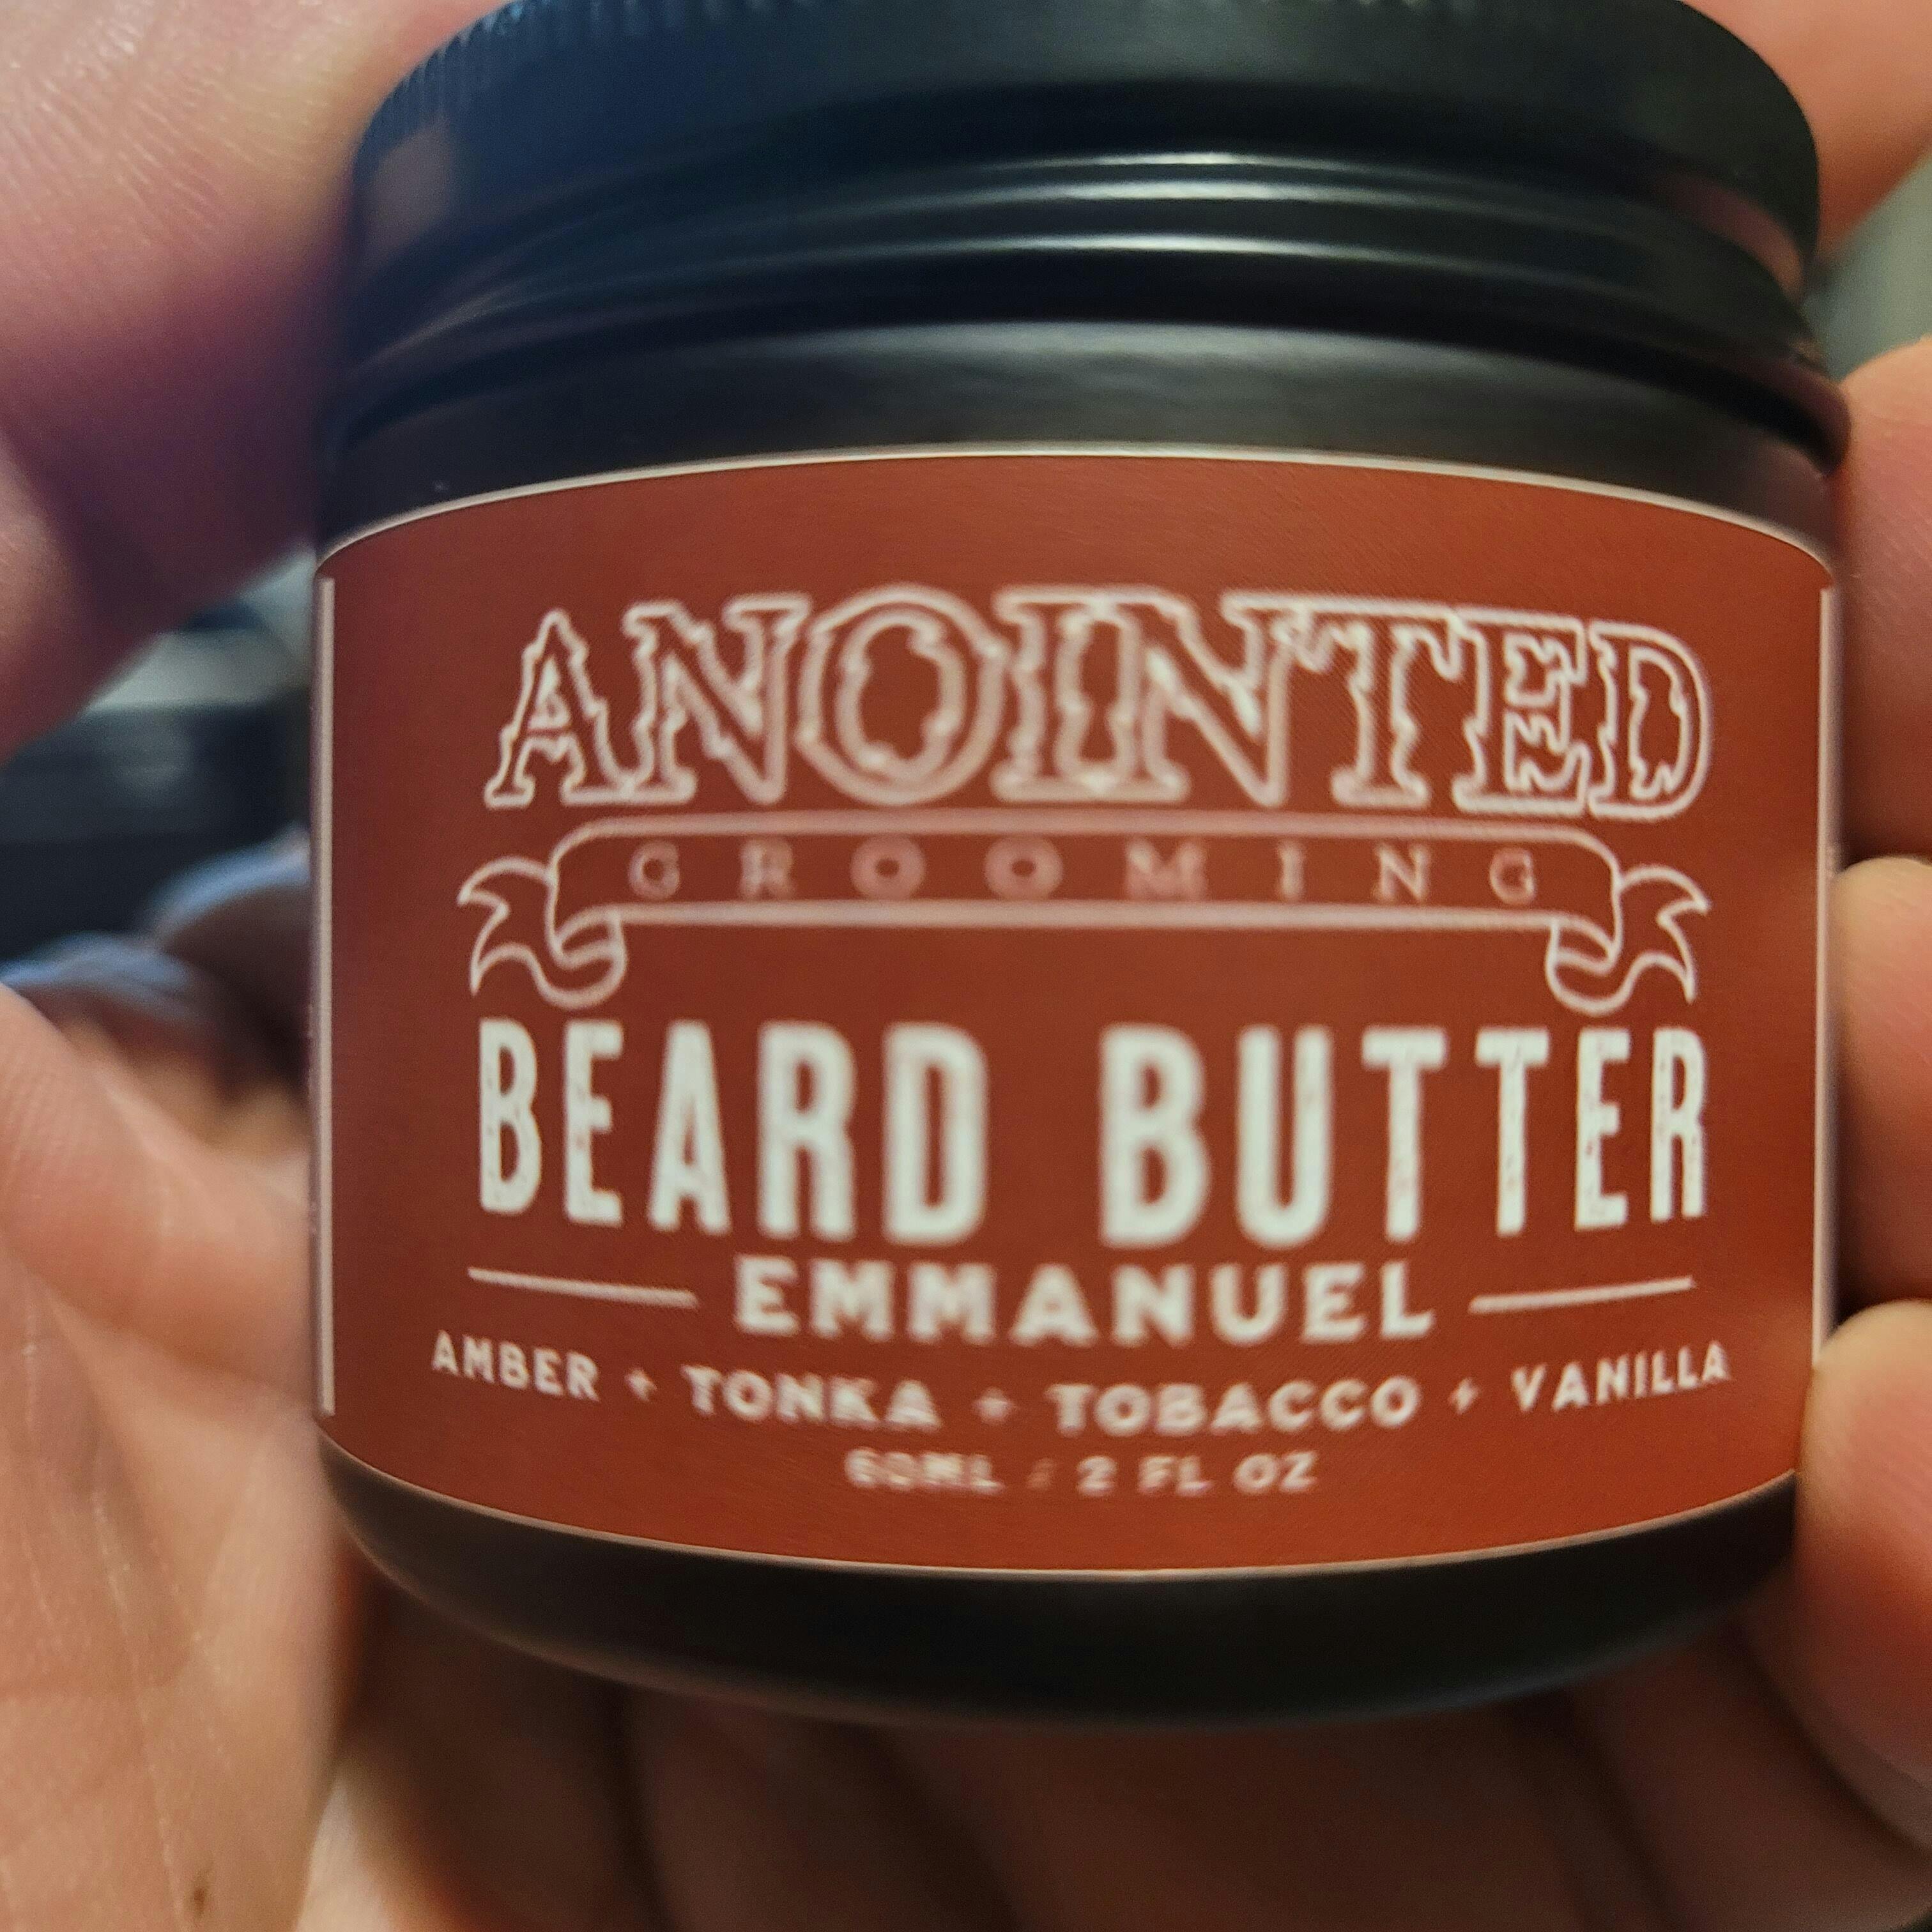 ANOINTED
GROOMING
BEARD BUTTER
EMMANUEL
AMBER + TONKA + TOBACCO + VANILLA
60ML / 2 FL OZ